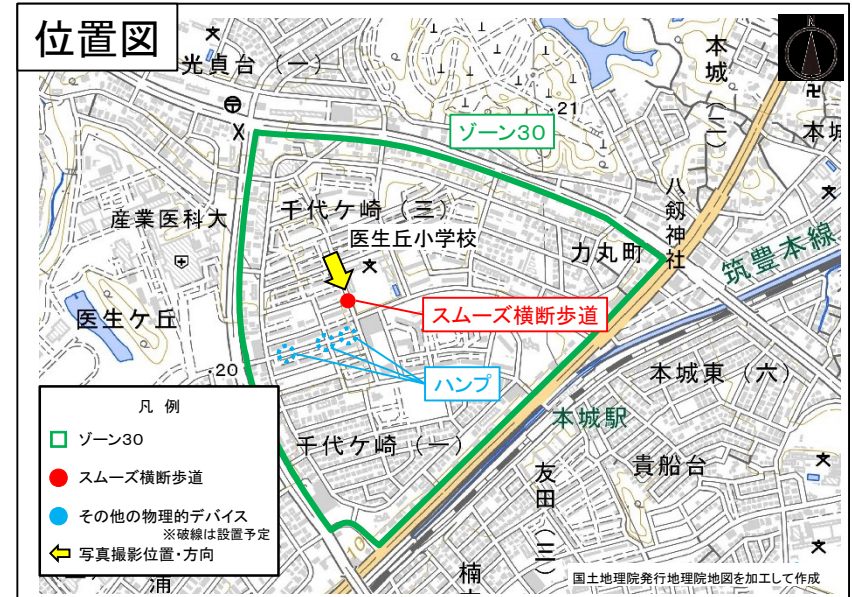 位置図
光貞台(一)
本城(二)
卍
・21
ゾーン30
本城
八剱神社
産業医科大
千代ケ崎(三)
医生丘小学校
力丸町
筑豊本線
スムーズ横断歩道
医生ケ丘
・20
ハンプ
本城東(六)
本城駅
千代ケ崎(一)
貴船台
友田(三)
10
楠
浦
凡 例
ゾーン30
スムーズ横断歩道
その他の物理的デバイス
※破線は設置予定
写真撮影位置・方向
国土地理院発行地理院地図を加工して作成